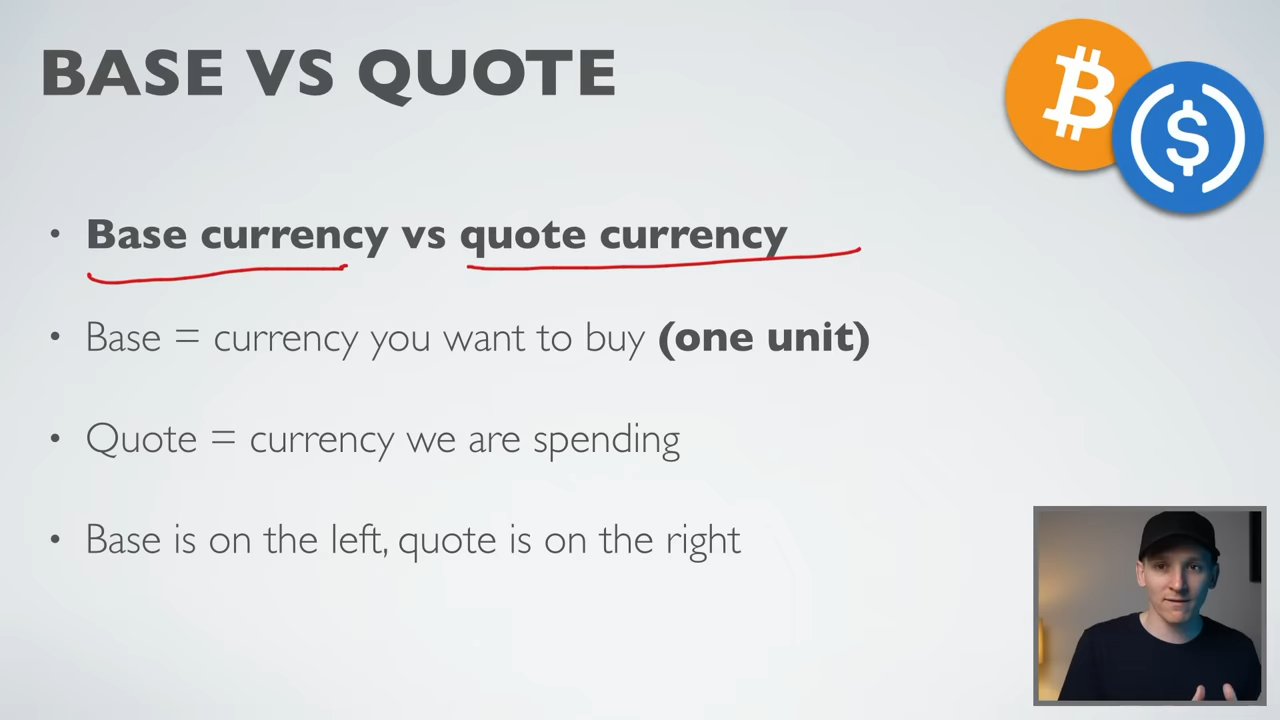 BASE VS QUOTE
• Base currency vs quote currency
• Base = currency you want to buy (one unit)
• Quote = currency we are spending
• Base is on the left, quote is on the right